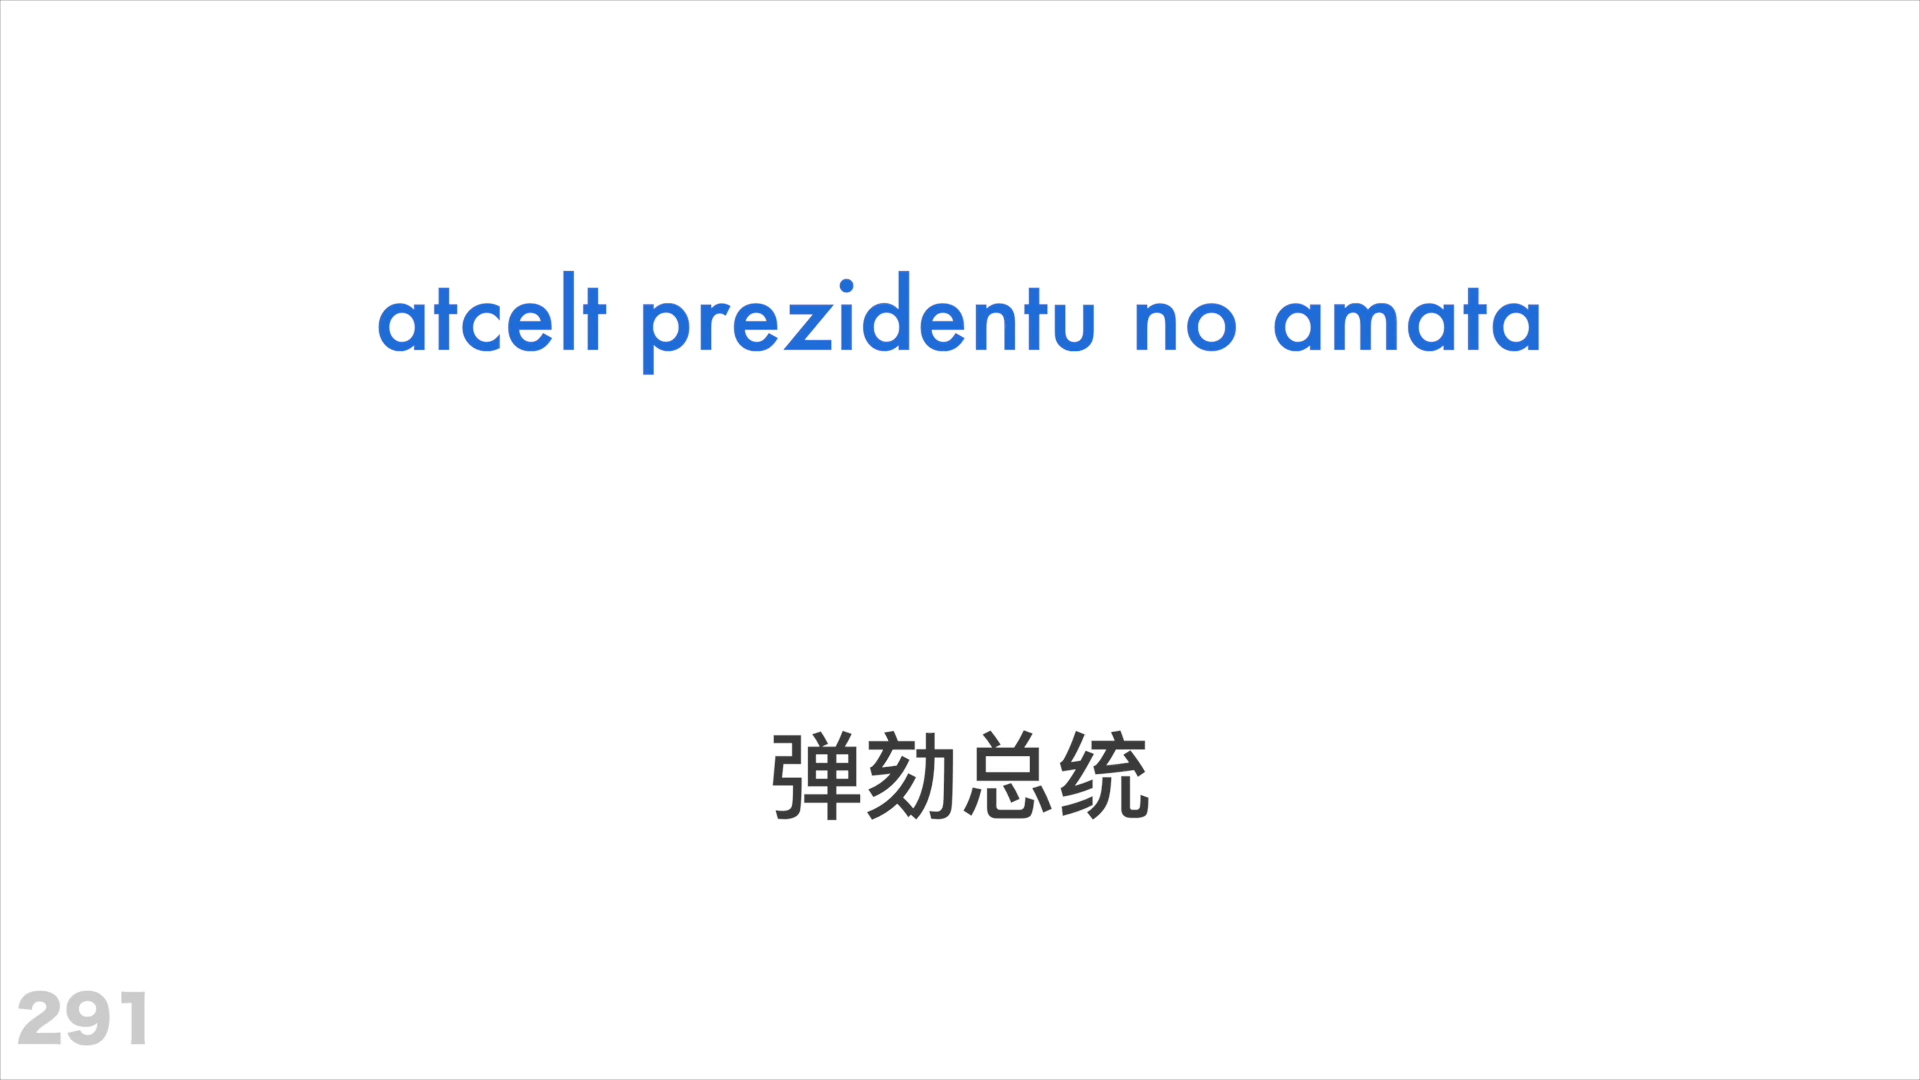 atcelt prezidentu no amata
弹劾总统
291